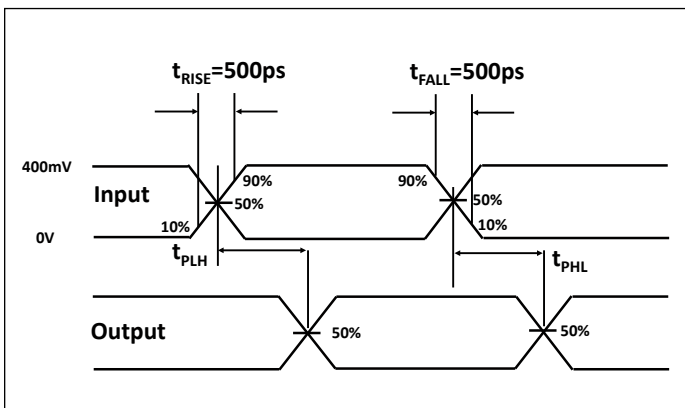 tRISE=500ps
tFALL=500ps
400mV
Input
90%
50%
10%
0V
90%
50%
10%
tPLH
tPHL
Output
50%
50%